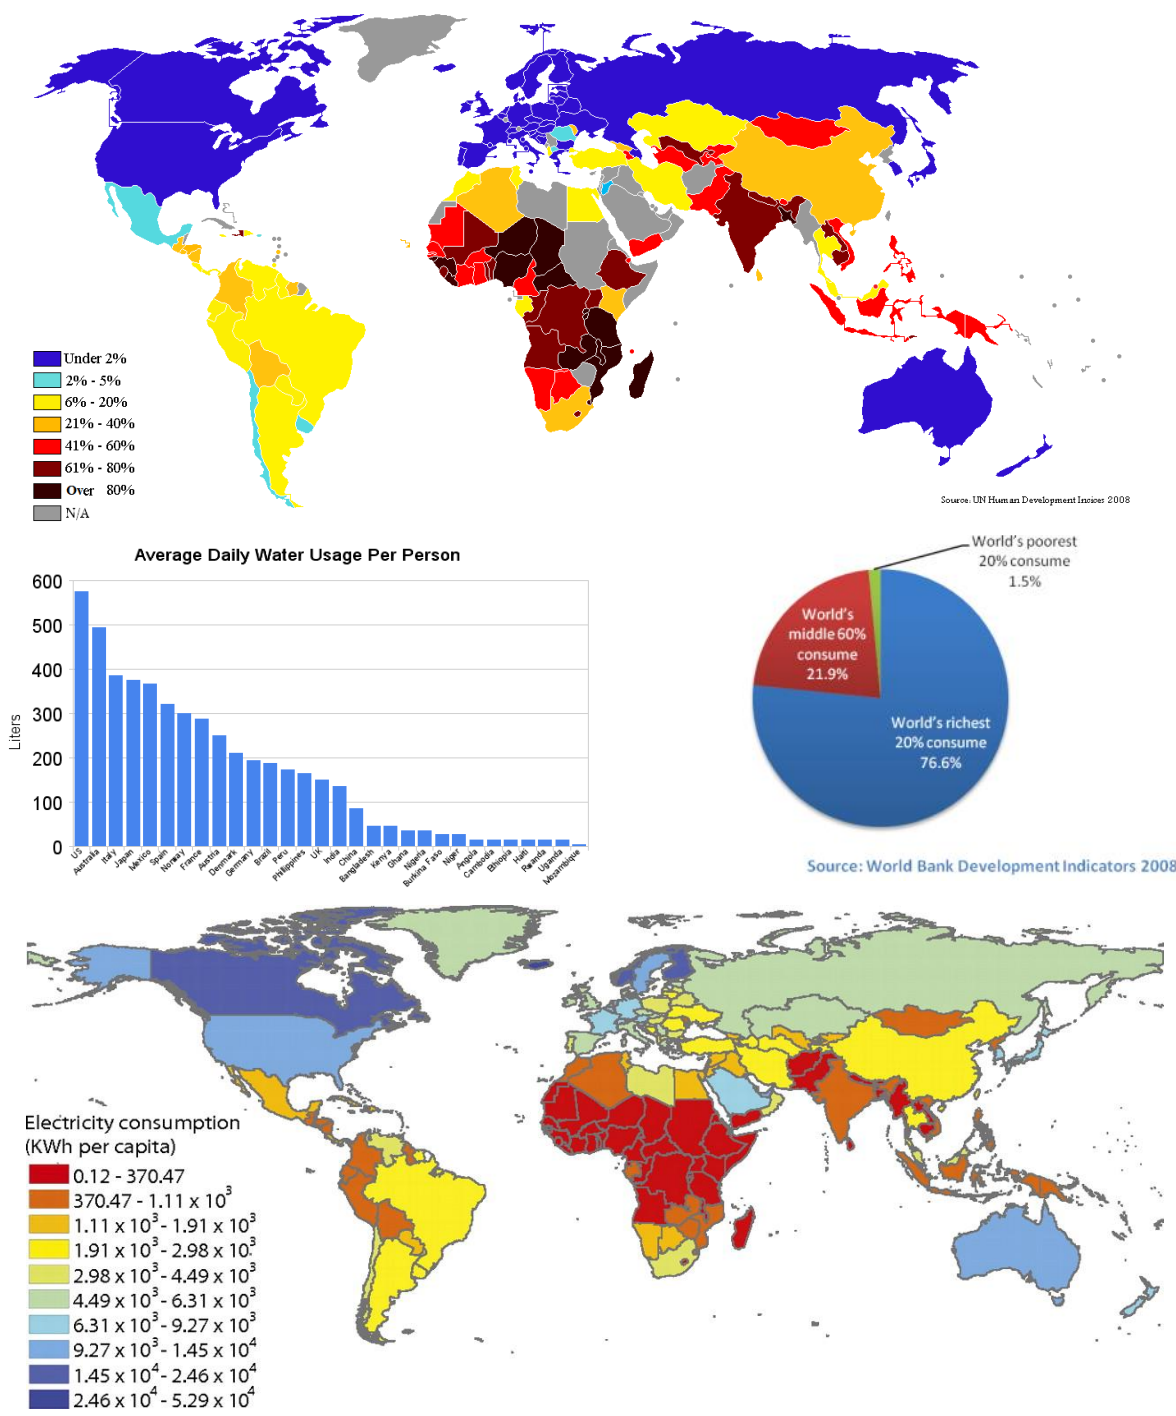 Under 2%
2% - 5%
6% - 20%
21% - 40%
41% - 60%
61% - 80%
Over 80%
N/A
Source: UN Human Development Indices 2008
Average Daily Water Usage Per Person
600
500
400
300
200
100
0
Liters
US
Australia
Italy
Japan
Mexico
Spain
Norway
France
Austria
Denmark
Germany
Brazil
Peru
Philippines
UK
India
China
Bangladesh
Kenya
Ghana
Nigeria
Burkina Faso
Niger
Angola
Cambodia
Ethiopia
Haiti
Rwanda
Uganda
Mozambique
World's poorest
20% consume
1.5%
World's
middle 60%
consume
21.9%
World's richest
20% consume
76.6%
Source: World Bank Development Indicators 2008
Electricity consumption
(KWh per capita)
0.12 - 370.47
370.47 - 1.11 x 10³
1.11 x 10³ - 1.91 x 10³
1.91 x 10³ - 2.98 x 10³
2.98 x 10³ - 4.49 x 10³
4.49 x 10³ - 6.31 x 10³
6.31 x 10³ - 9.27 x 10³
9.27 x 10³ - 1.45 x 10⁴
1.45 x 10⁴ - 2.46 x 10⁴
2.46 x 10⁴ - 5.29 x 10⁴